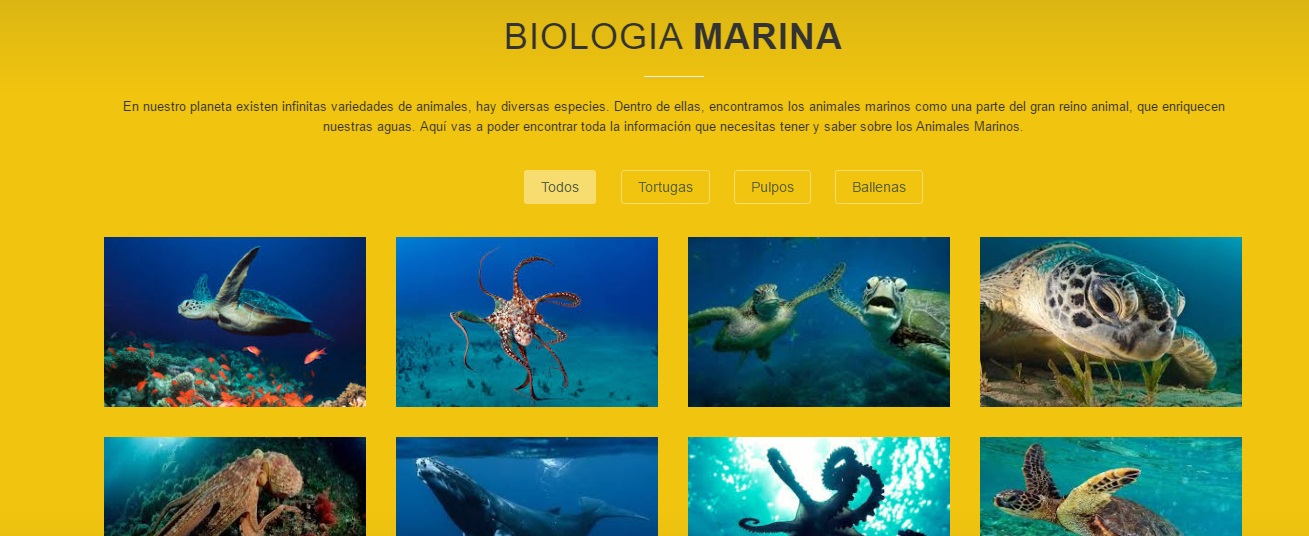 BIOLOGIA MARINA
En nuestro planeta existen infinitas variedades de animales, hay diversas especies. Dentro de ellas, encontramos los animales marinos como una parte del gran reino animal, que enriquecen
nuestras aguas. Aquí vas a poder encontrar toda la información que necesitas tener y saber sobre los Animales Marinos.
Todos Tortugas Pulpos Ballenas